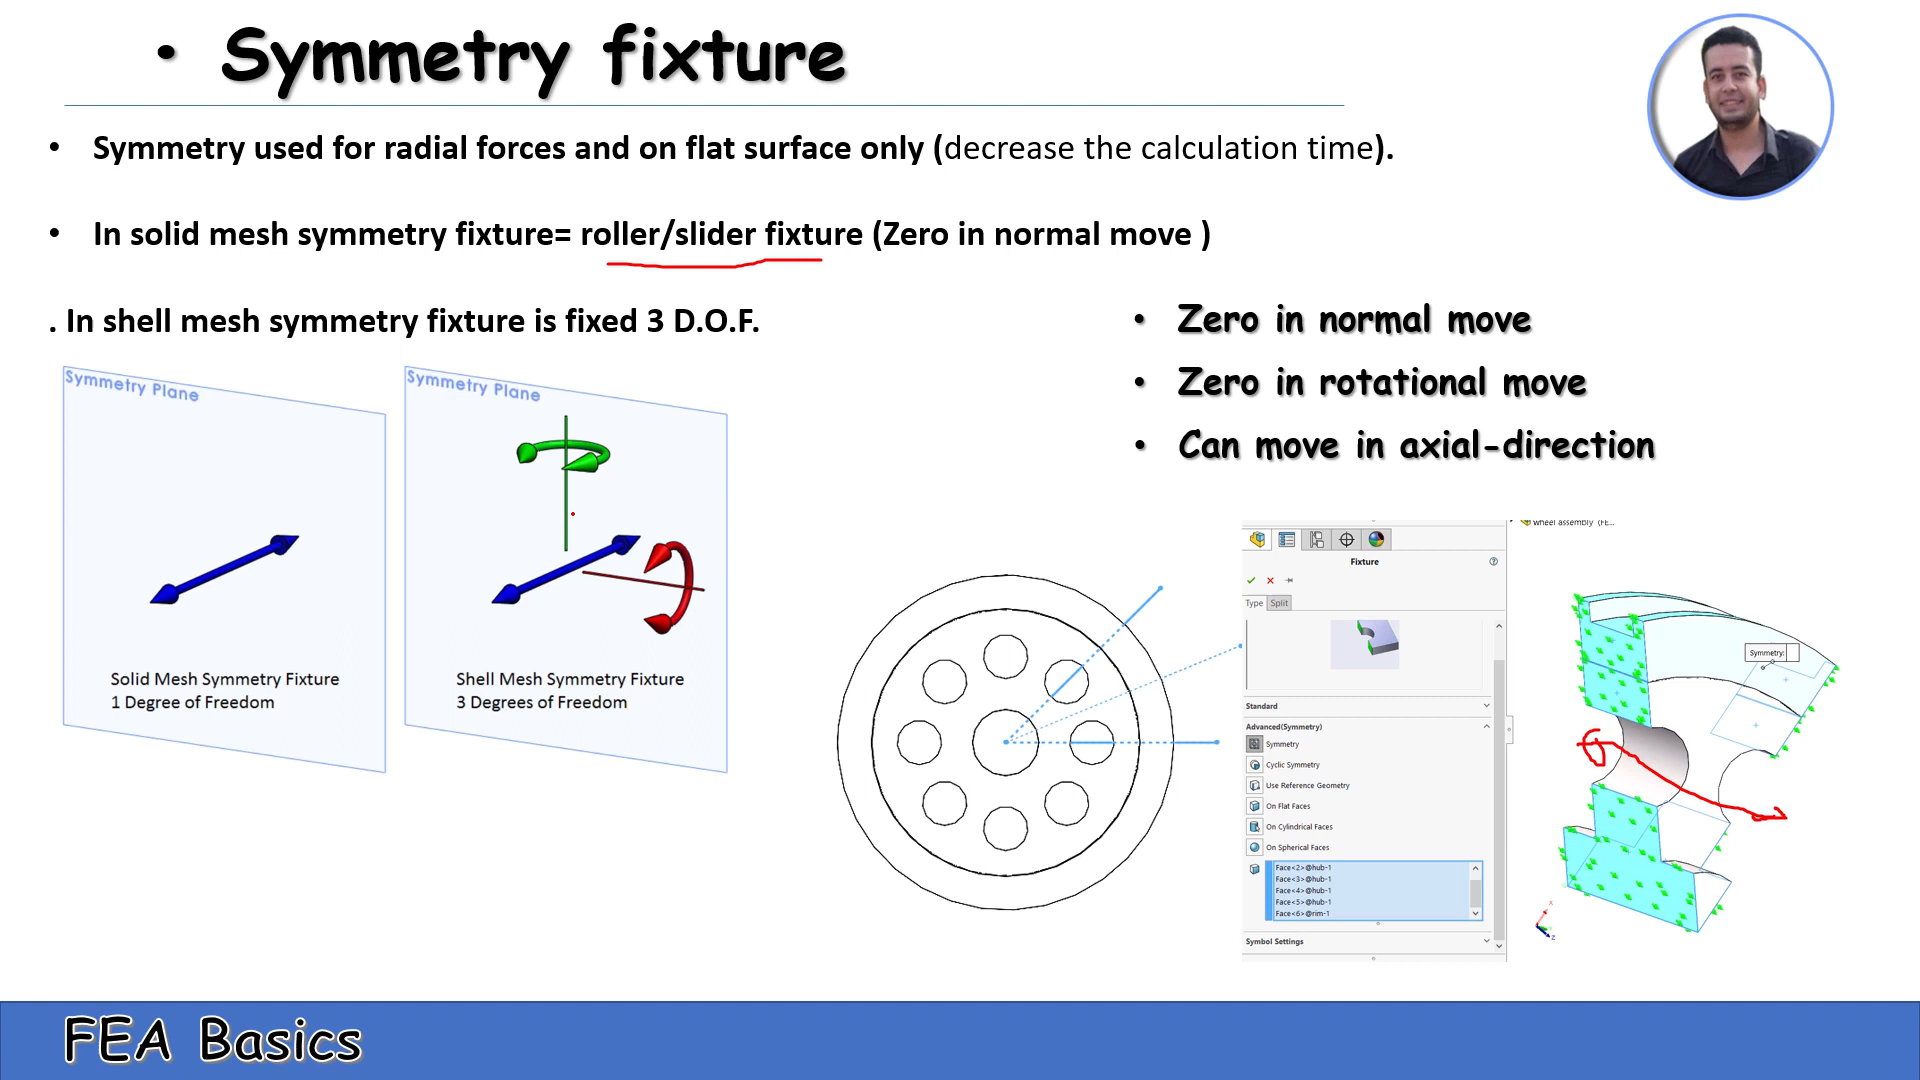 • Symmetry fixture
• Symmetry used for radial forces and on flat surface only (decrease the calculation time).
• In solid mesh symmetry fixture= roller/slider fixture (Zero in normal move )
. In shell mesh symmetry fixture is fixed 3 D.O.F.
• Zero in normal move
• Zero in rotational move
• Can move in axial-direction
Symmetry Plane
Solid Mesh Symmetry Fixture
1 Degree of Freedom
Symmetry Plane
Shell Mesh Symmetry Fixture
3 Degrees of Freedom
Fixture
Type Split
Standard
Advanced(Symmetry)
Symmetry
Cyclic Symmetry
Use Reference Geometry
On Flat Faces
On Cylindrical Faces
On Spherical Faces
Face<2>@hub-1
Face<3>@hub-1
Face<4>@hub-1
Face<5>@hub-1
Face<6>@rim-1
Symbol Settings
wheel assembly (FE...
Symmetry:
X
Z
FEA Basics